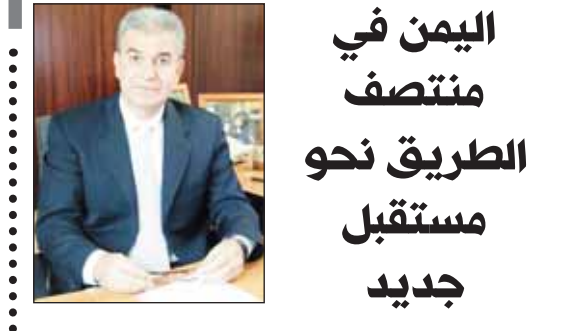 اليمن في
منتصف
الطريق نحو
مستقبل
جديد